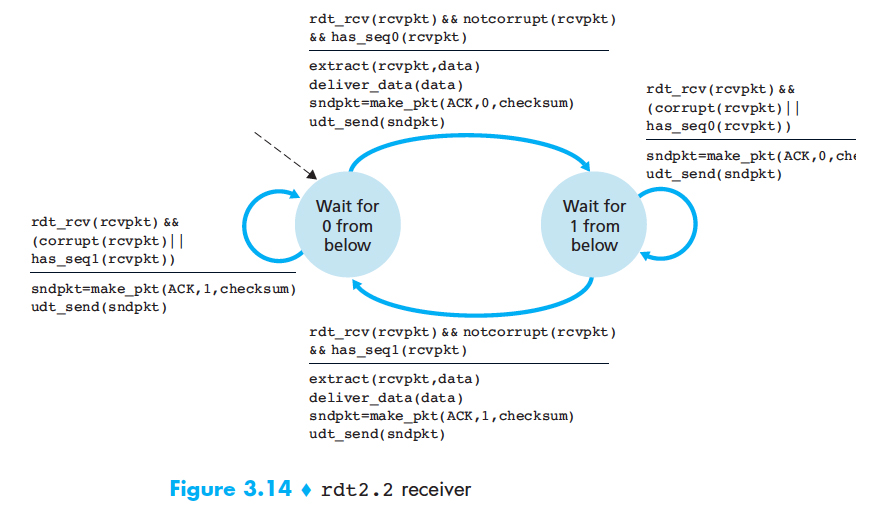 rdt_rcv(rcvpkt) && notcorrupt(rcvpkt)
&& has_seq0(rcvpkt)
extract(rcvpkt,data)
deliver_data(data)
sndpkt=make_pkt(ACK,0,checksum)
udt_send(sndpkt)
rdt_rcv(rcvpkt) &&
(corrupt(rcvpkt)||
has_seq0(rcvpkt))
sndpkt=make_pkt(ACK,0,che
udt_send(sndpkt)
Wait for
0 from
below
Wait for
1 from
below
rdt_rcv(rcvpkt) &&
(corrupt(rcvpkt)||
has_seq1(rcvpkt))
sndpkt=make_pkt(ACK,1,checksum)
udt_send(sndpkt)
rdt_rcv(rcvpkt) && notcorrupt(rcvpkt)
&& has_seq1(rcvpkt)
extract(rcvpkt,data)
deliver_data(data)
sndpkt=make_pkt(ACK,1,checksum)
udt_send(sndpkt)
Figure 3.14 ♦ rdt2.2 receiver